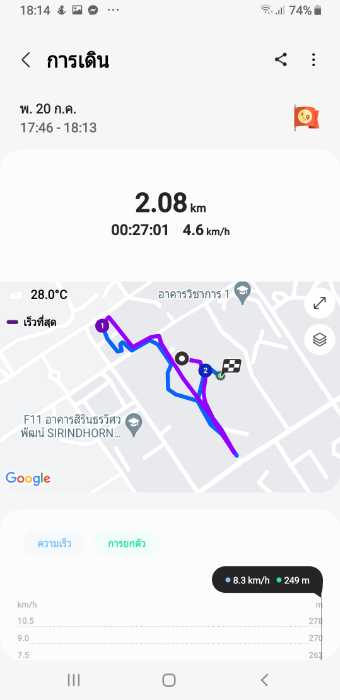 18:14
74%
การเดิน
พ. 20 ก.ค.
17:46 - 18:13
2.08 km
00:27:01 4.6 km/h
28.0°C
อาคารวิชาการ 1
เร็วที่สุด
1
2
F11 อาคารสิรินธรวิศว
พัฒน์ SIRINDHORN...
Google
ความเร็ว
การยกตัว
8.3 km/h 249 m
km/h m
10.5 278
9.0 270
7.5 262